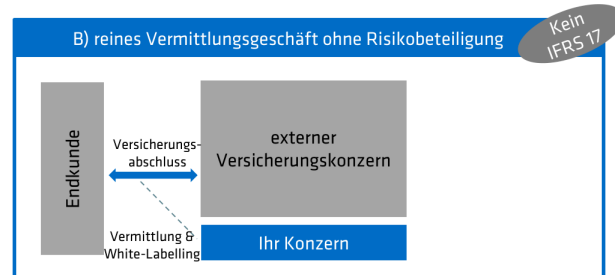 B) reines Vermittlungsgeschäft ohne Risikobeteiligung
Kein
IFRS 17
Endkunde
Versicherungs-
abschluss
externer
Versicherungskonzern
Vermittlung &
White-Labelling
Ihr Konzern